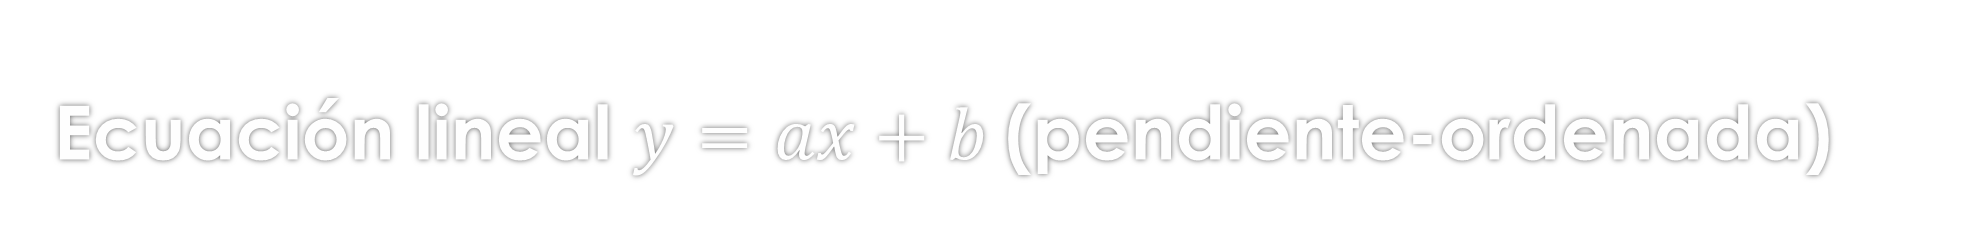 Ecuación lineal y = ax + b (pendiente-ordenada)